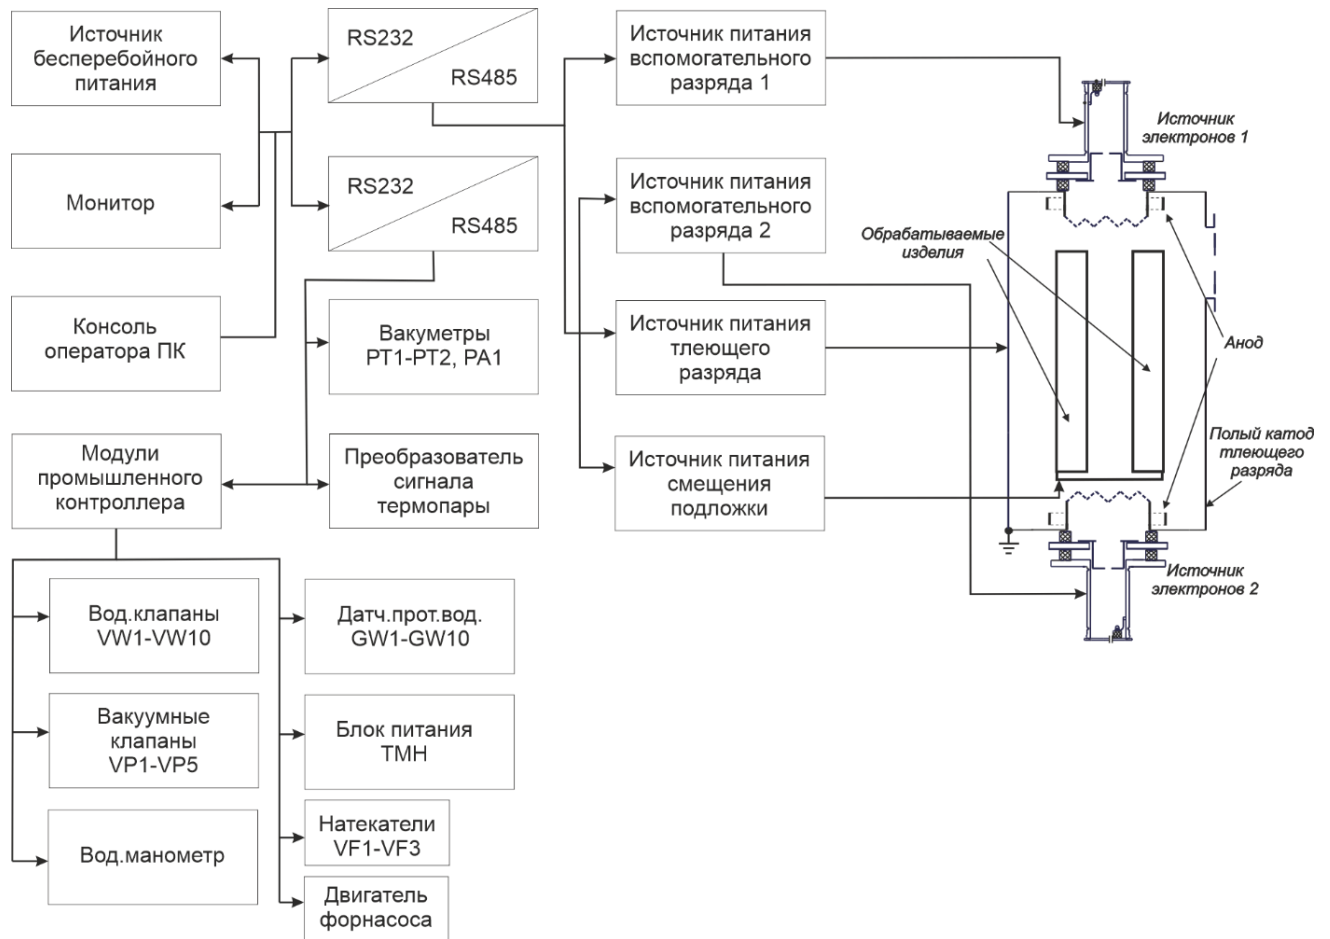 Источник
бесперебойного
питания
RS232
RS485
Источник питания
вспомогательного
разряда 1
Источник
электронов 1
Монитор
RS232
RS485
Источник питания
вспомогательного
разряда 2
Обрабатываемые
изделия
Консоль
оператора ПК
Вакуметры
PT1-PT2, PA1
Источник питания
тлеющего
разряда
Анод
Модули
промышленного
контроллера
Преобразователь
сигнала
термопары
Источник питания
смещения
подложки
Полый катод
тлеющего
разряда
Источник
электронов 2
Вод.клапаны
VW1-VW10
Датч.прот.вод.
GW1-GW10
Вакуумные
клапаны
VP1-VP5
Блок питания
ТМН
Вод.манометр
Натекатели
VF1-VF3
Двигатель
форнасоса